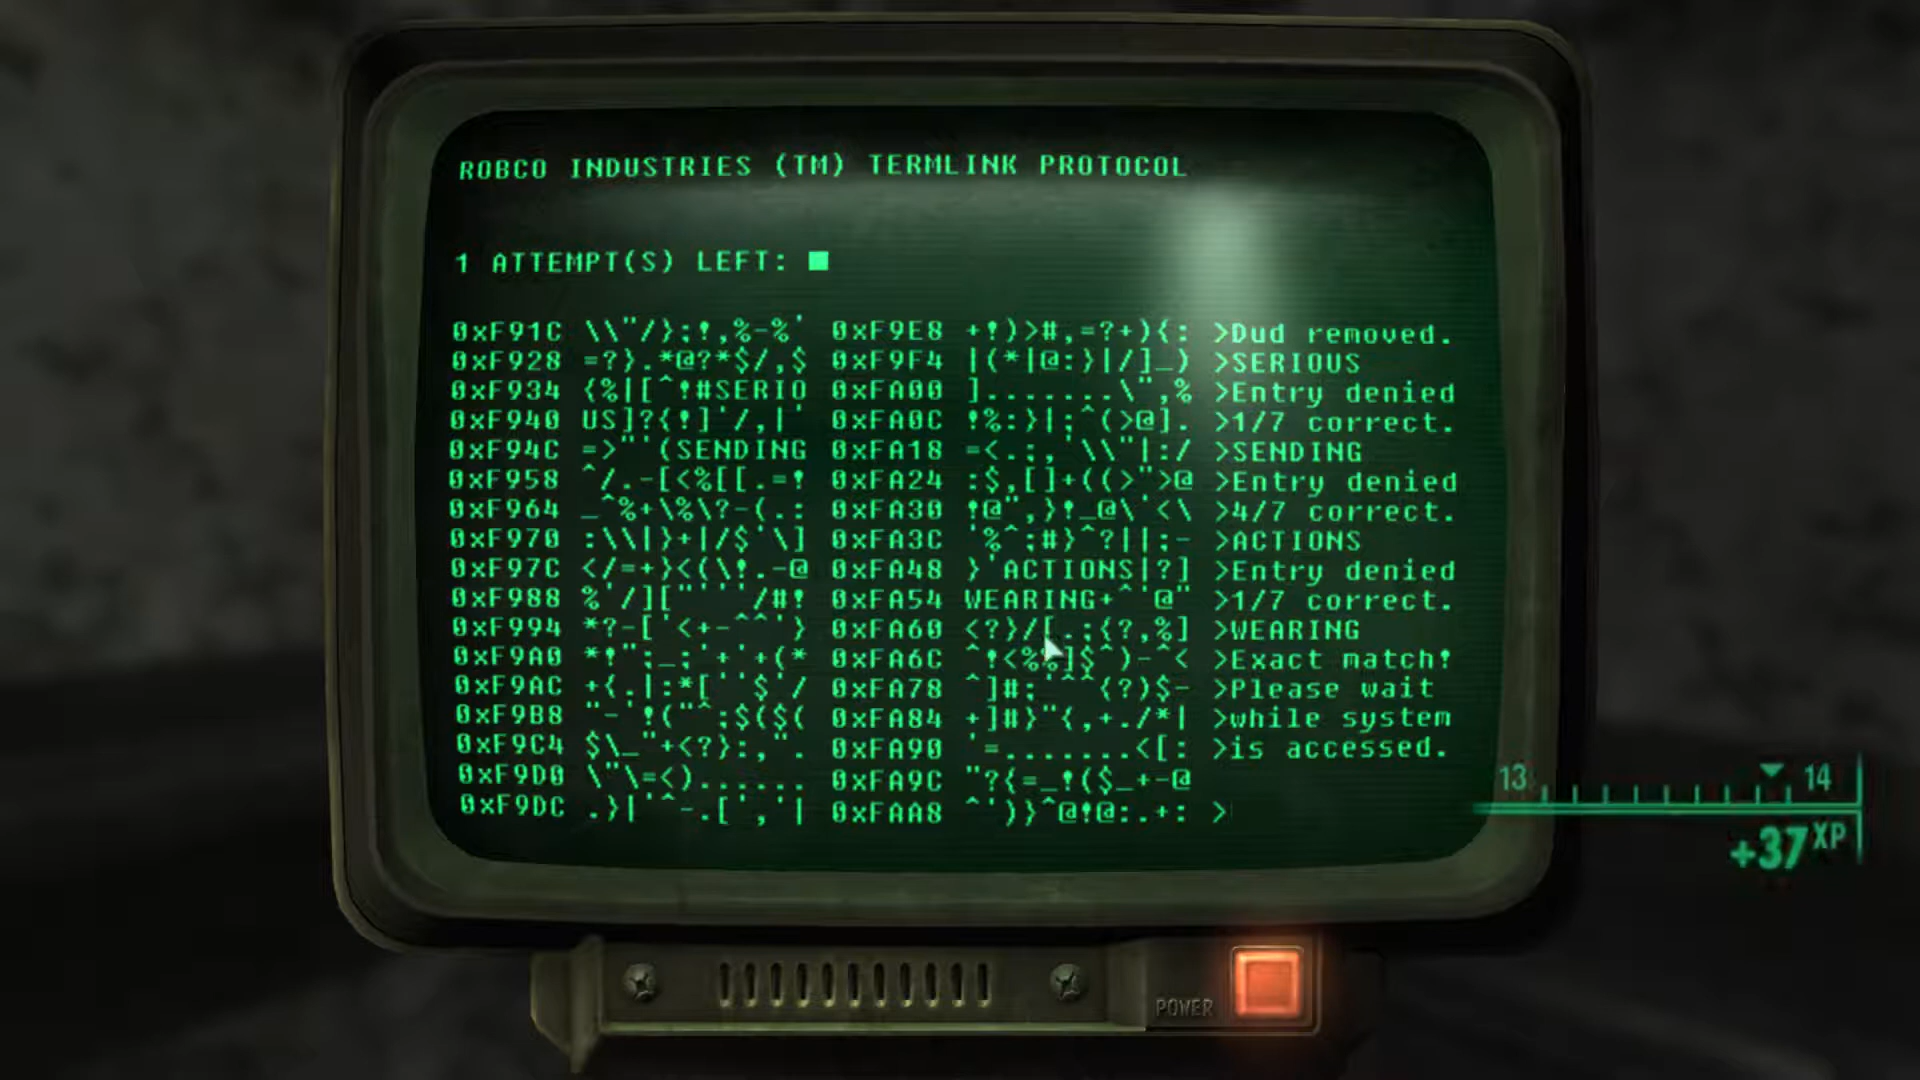 ROBCO INDUSTRIES (TM) TERMLINK PROTOCOL
1 ATTEMPT(S) LEFT:
0xF91C \\"/};!,%-%' 0xF9E8 +!)>#,=?+){: >Dud removed.
0xF928 =?}.*@?*$/,$ 0xF9F4 |(*|@:}|/]_) >SERIOUS
0xF934 {%|[^!#SERIO 0xFA00 ].......\",% >Entry denied
0xF940 US]?{!]'/,|' 0xFA0C !%:}|;^(>@]. >1/7 correct.
0xF94C =>"'(SENDING 0xFA18 =<.;,'\\"|:/ >SENDING
0xF958 ^/.-[<%[[.=! 0xFA24 :$,[]+((>">@ >Entry denied
0xF964 _^%+\%\?-(.: 0xFA30 !@",}!_@\'<\ >4/7 correct.
0xF970 :\\|}+|/$'\] 0xFA3C '%^;#}^?||;- >ACTIONS
0xF97C </=+}<(\!.-@ 0xFA48 }'ACTIONS|?] >Entry denied
0xF988 %'/]["'''/#! 0xFA54 WEARING+^'@" >1/7 correct.
0xF994 *?-['<+-^^'} 0xFA60 <?}/[.;{?,%] >WEARING
0xF9A0 *!";_;'+'+(* 0xFA6C ^!<%%]$^)-^< >Exact match!
0xF9AC +{.|:*[''$'/ 0xFA78 ^]#;'^^{?)$- >Please wait
0xF9B8 "-'!("^;$($( 0xFA84 +]#}"{,+./*| >while system
0xF9C4 $\_"+<?}:,". 0xFA90 '=.......<[: >is accessed.
0xF9D0 \"\=<)...... 0xFA9C "?{=_!($_+-@
0xF9DC .}|'^-.[','| 0xFAA8 ^')}^@!@:.+: >
13 14
+37 XP
POWER